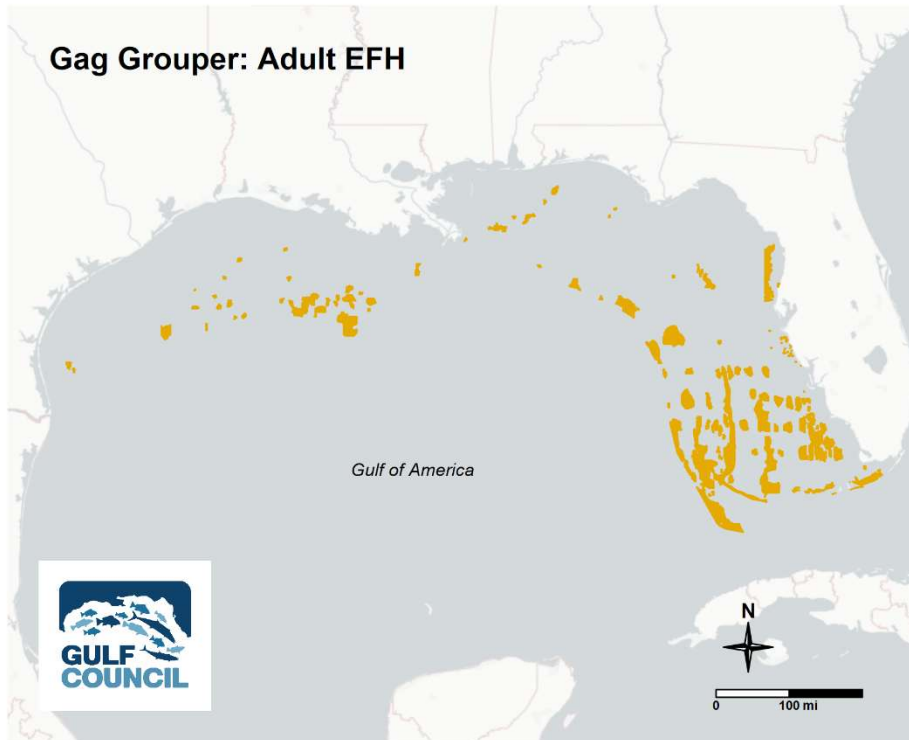 Gag Grouper: Adult EFH
Gulf of America
GULF
COUNCIL
N
0 100 mi